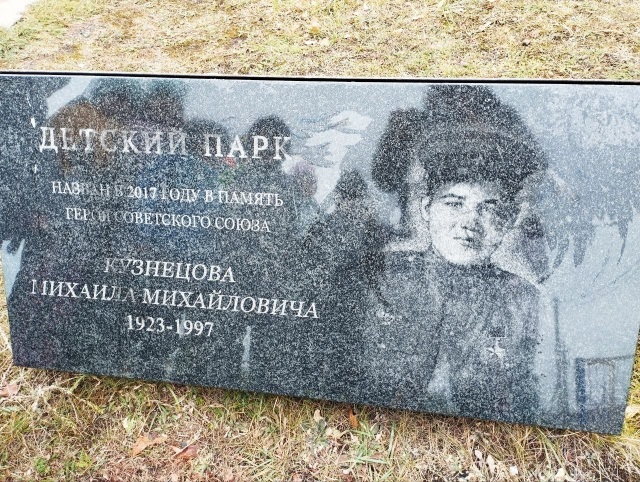 ДЕТСКИЙ ПАРК
НАЗВАН В 2017 ГОДУ В ПАМЯТЬ
ГЕРОЯ СОВЕТСКОГО СОЮЗА
КУЗНЕЦОВА
МИХАИЛА МИХАЙЛОВИЧА
1923-1997